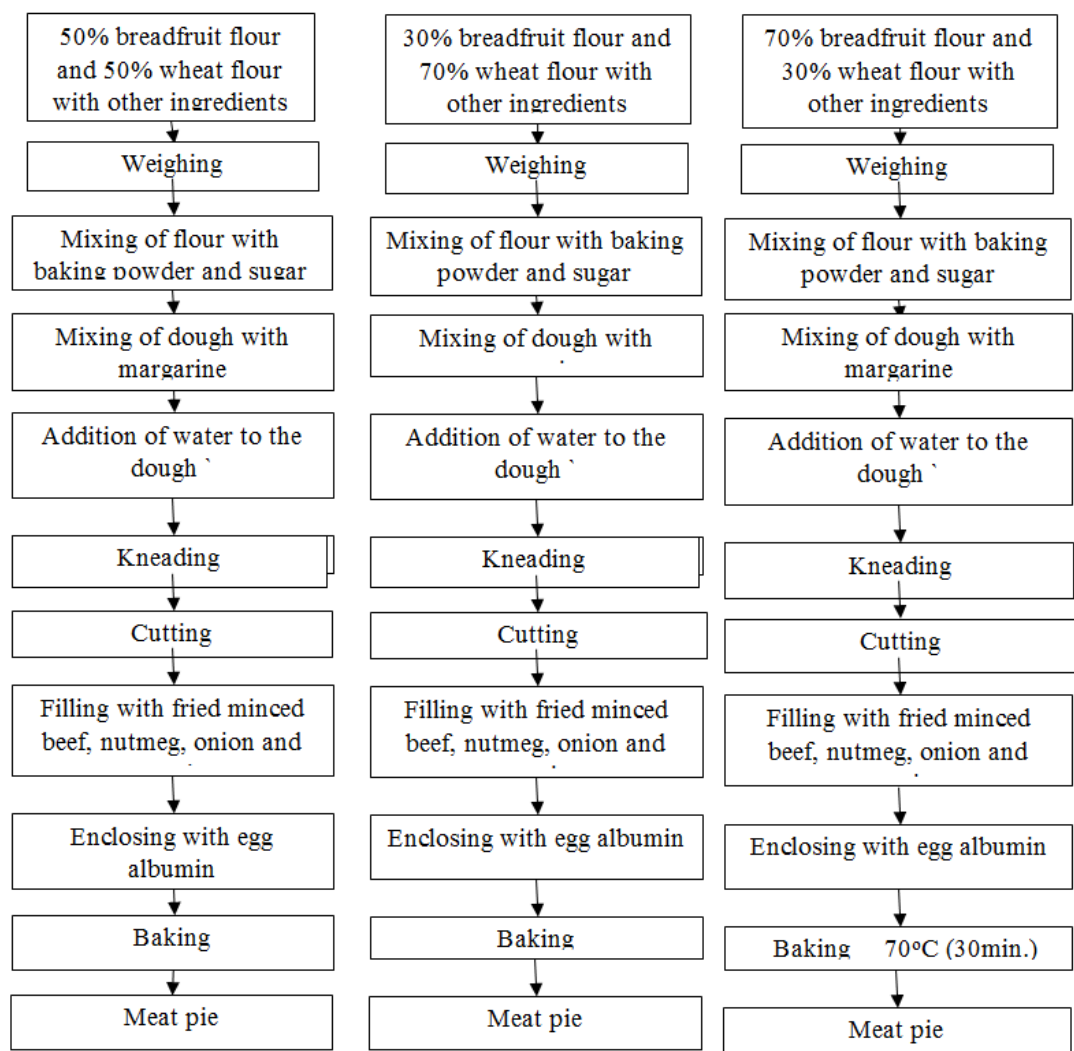 50% breadfruit flour
and 50% wheat flour
with other ingredients
Weighing
Mixing of flour with
baking powder and sugar
Mixing of dough with
margarine
Addition of water to the
dough `
Kneading
Cutting
Filling with fried minced
beef, nutmeg, onion and
Enclosing with egg
albumin
Baking
Meat pie
30% breadfruit flour and
70% wheat flour with
other ingredients
Weighing
Mixing of flour with baking
powder and sugar
Mixing of dough with
Addition of water to the
dough `
Kneading
Cutting
Filling with fried minced
beef, nutmeg, onion and
Enclosing with egg albumin
Baking
Meat pie
70% breadfruit flour and
30% wheat flour with
other ingredients
Weighing
Mixing of flour with baking
powder and sugar
Mixing of dough with
margarine
Addition of water to the
dough `
Kneading
Cutting
Filling with fried minced
beef, nutmeg, onion and
Enclosing with egg albumin
Baking 70°C (30min.)
Meat pie